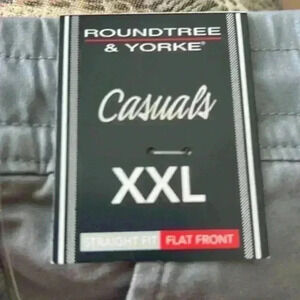 ROUNDTREE
& YORKE®
Casuals
XXL
STRAIGHT FIT FLAT FRONT